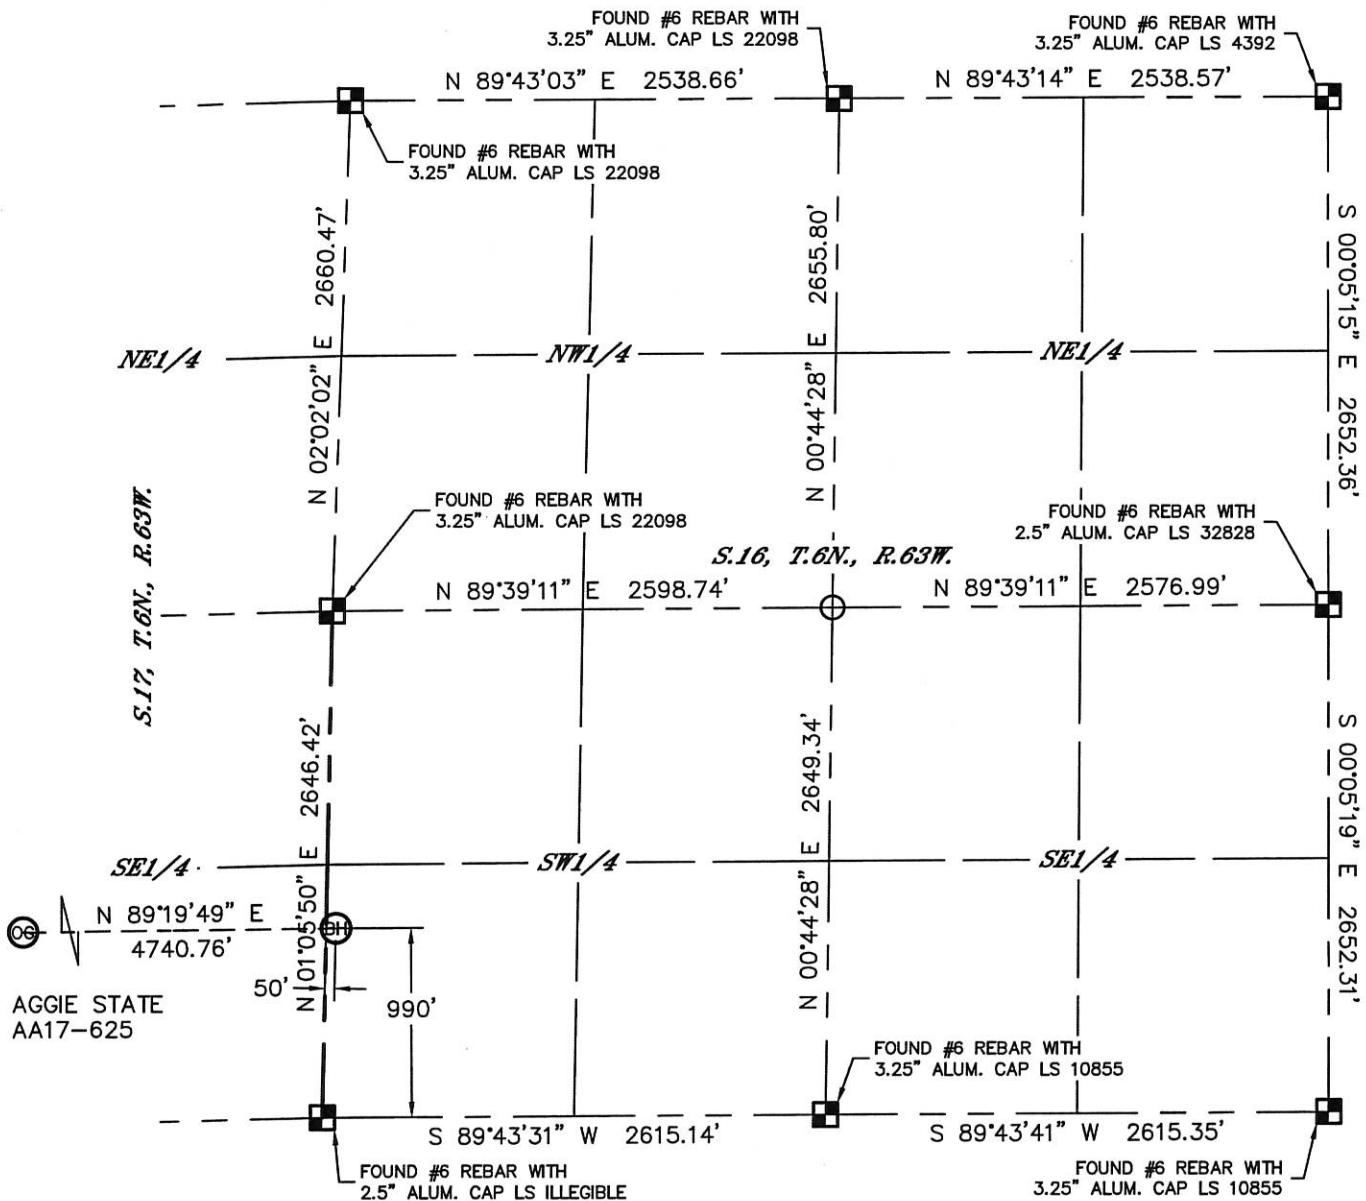 FOUND #6 REBAR WITH
3.25" ALUM. CAP LS 22098
FOUND #6 REBAR WITH
3.25" ALUM. CAP LS 4392
N 89°43'03" E 2538.66'
N 89°43'14" E 2538.57'
FOUND #6 REBAR WITH
3.25" ALUM. CAP LS 22098
N 02°02'02" E 2660.47'
N 00°44'28" E 2655.80'
S 00°05'15" E 2652.36'
NE1/4
NW1/4
NE1/4
S.17, T.6N., R.63W.
FOUND #6 REBAR WITH
3.25" ALUM. CAP LS 22098
FOUND #6 REBAR WITH
2.5" ALUM. CAP LS 32828
S.16, T.6N., R.63W.
N 89°39'11" E 2598.74'
N 89°39'11" E 2576.99'
N 01°05'50" E 2646.42'
N 00°44'28" E 2649.34'
S 00°05'19" E 2652.31'
SE1/4
SW1/4
SE1/4
OG
N 89°19'49" E
4740.76'
BH
50'
990'
AGGIE STATE
AA17-625
FOUND #6 REBAR WITH
3.25" ALUM. CAP LS 10855
S 89°43'31" W 2615.14'
S 89°43'41" W 2615.35'
FOUND #6 REBAR WITH
2.5" ALUM. CAP LS ILLEGIBLE
FOUND #6 REBAR WITH
3.25" ALUM. CAP LS 10855